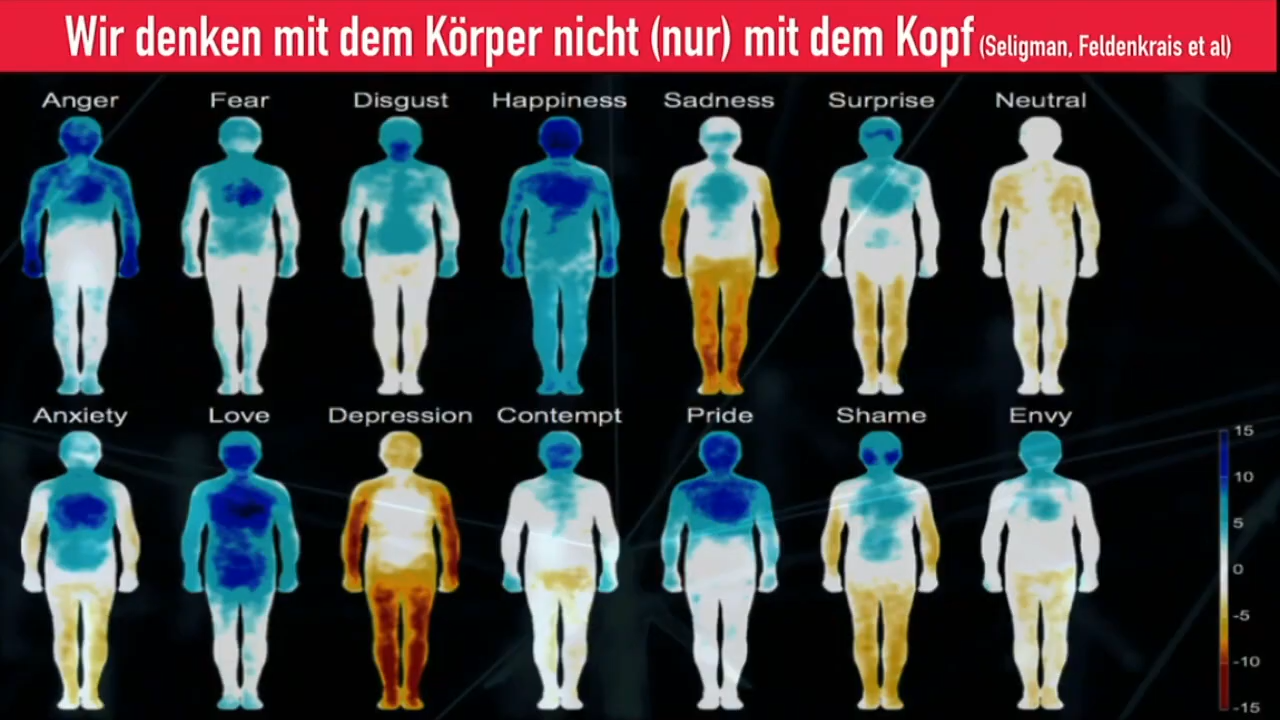 Wir denken mit dem Körper nicht (nur) mit dem Kopf (Seligman, Feldenkrais et al)
Anger Fear Disgust Happiness Sadness Surprise Neutral
Anxiety Love Depression Contempt Pride Shame Envy
15
10
5
0
-5
-10
-15